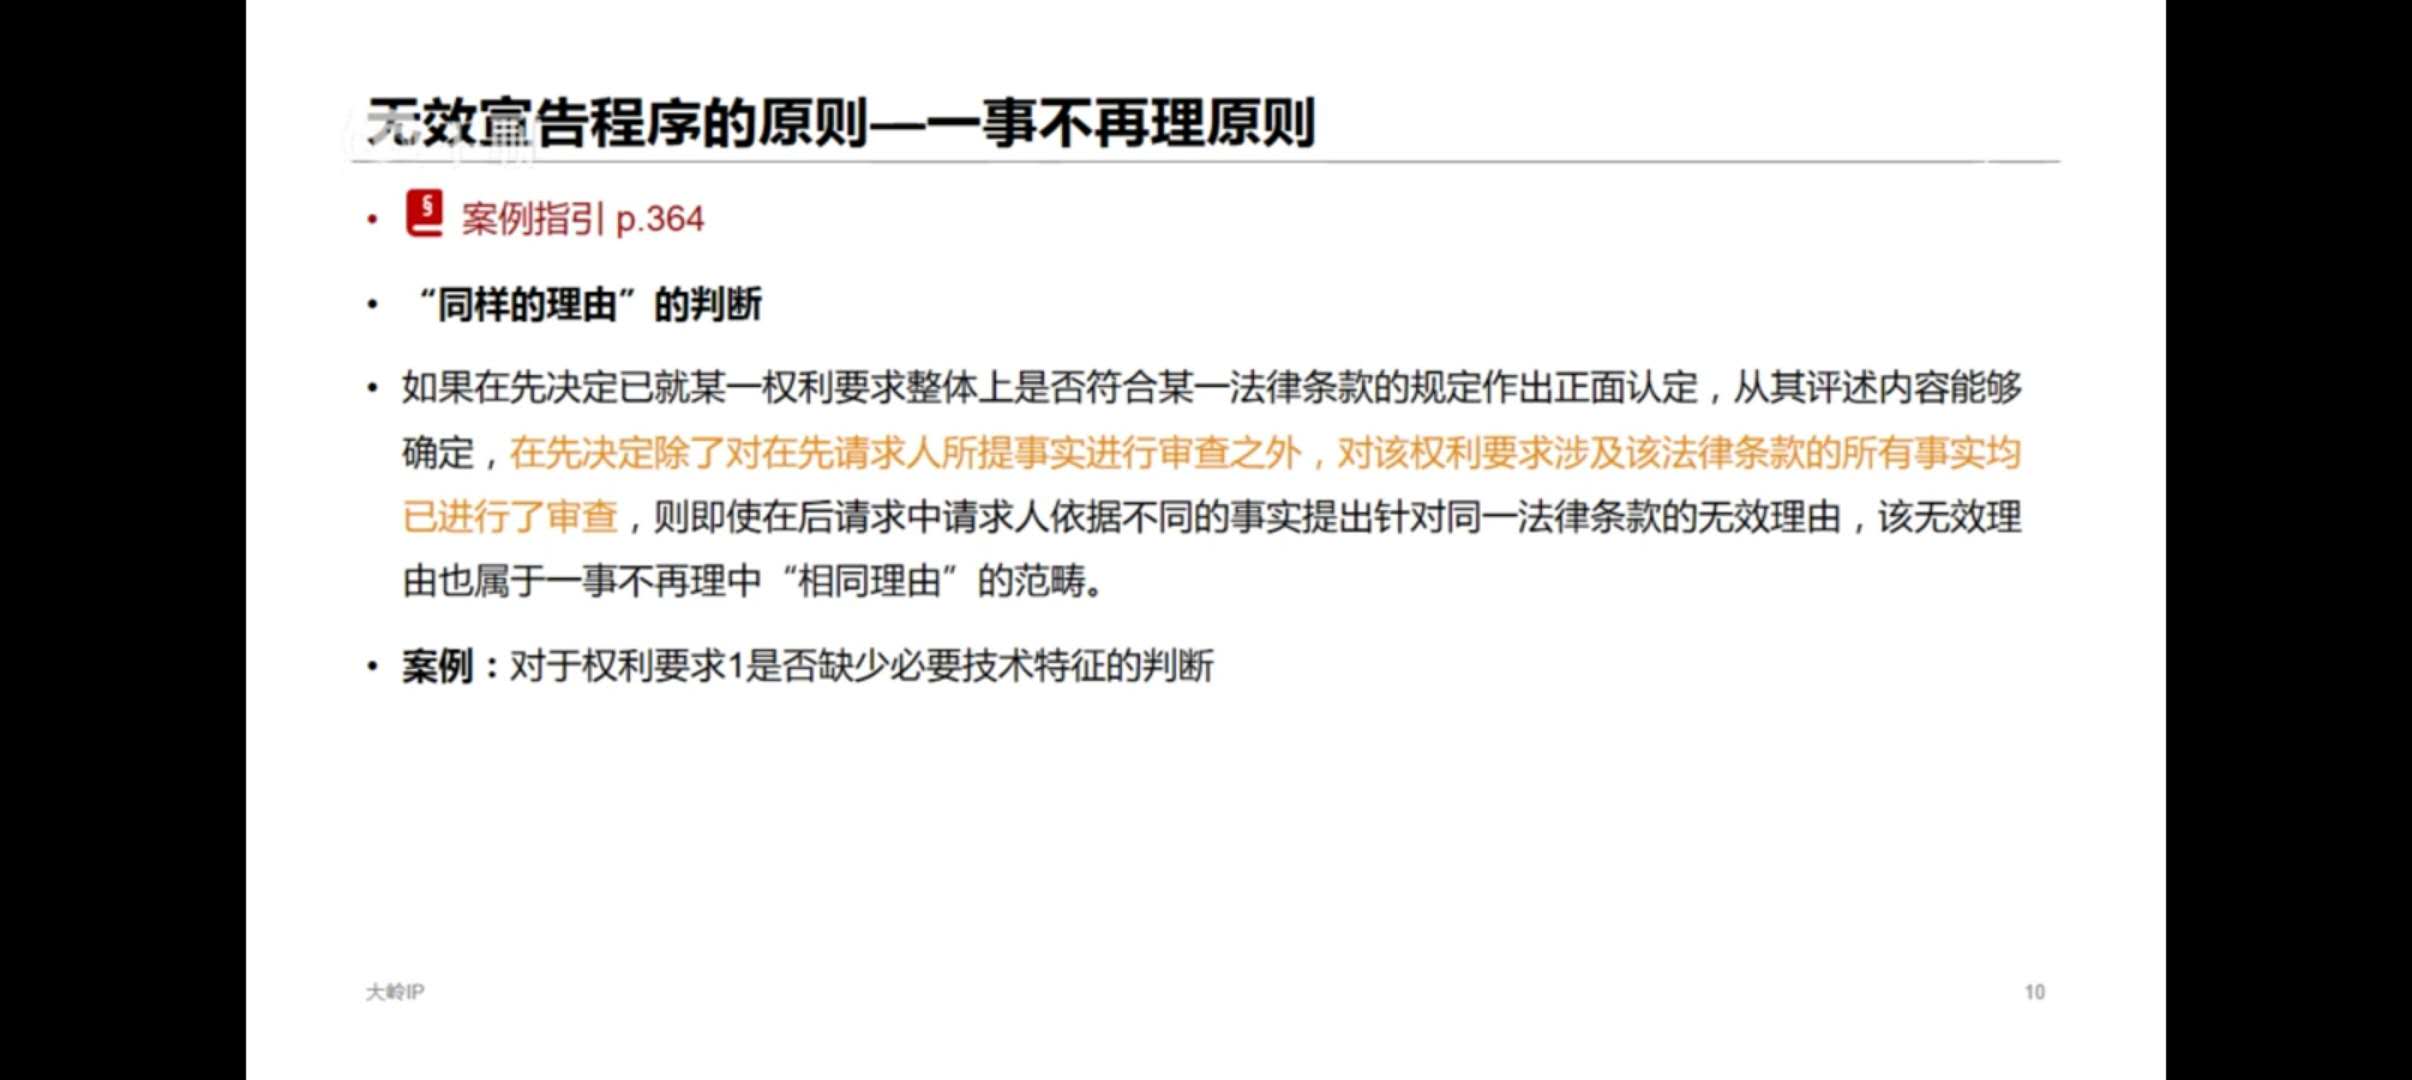 无效宣告程序的原则—一事不再理原则
• § 案例指引 p.364
• “同样的理由”的判断
• 如果在先决定已就某一权利要求整体上是否符合某一法律条款的规定作出正面认定，从其评述内容能够
确定，在先决定除了对在先请求人所提事实进行审查之外，对该权利要求涉及该法律条款的所有事实均
已进行了审查，则即使在后请求中请求人依据不同的事实提出针对同一法律条款的无效理由，该无效理
由也属于一事不再理中“相同理由”的范畴。
• 案例：对于权利要求1是否缺少必要技术特征的判断
大岭IP
10